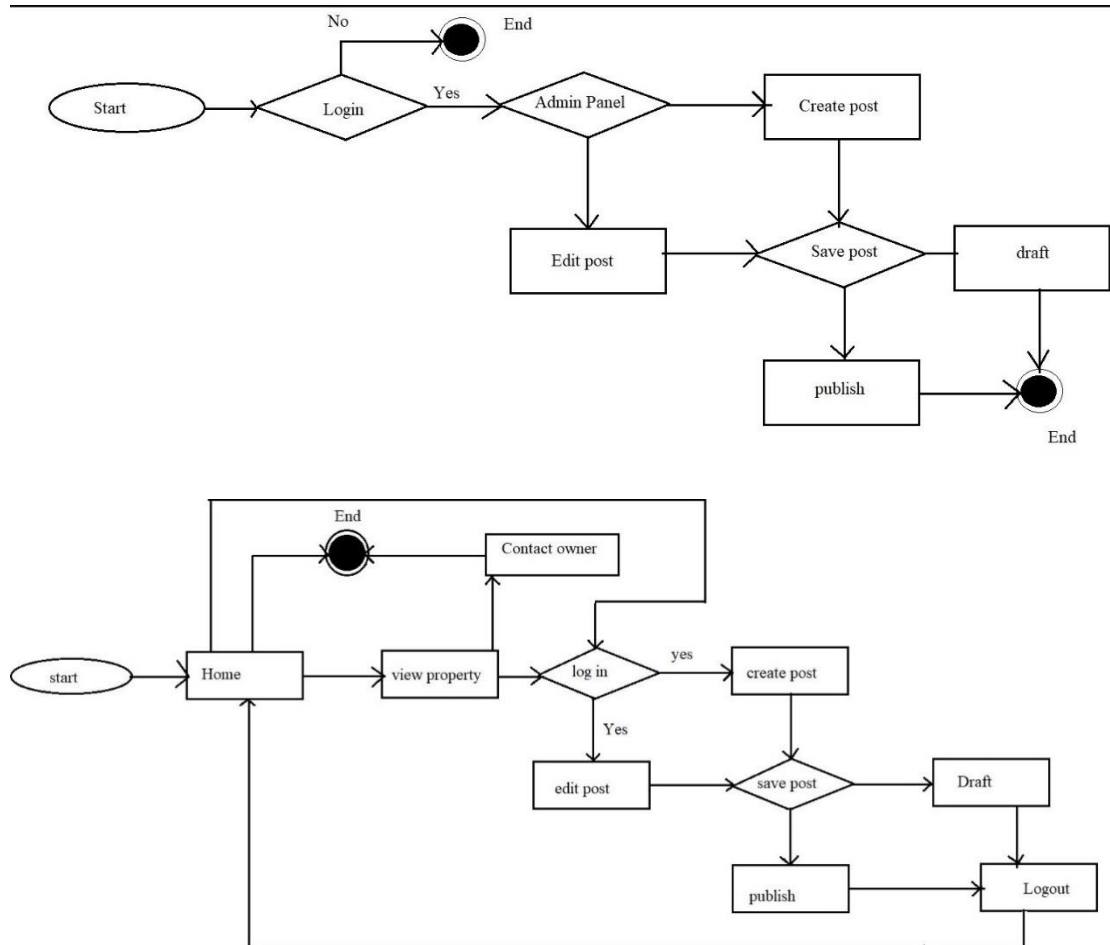 No
End
Start
Login
Yes
Admin Panel
Create post
Edit post
Save post
draft
publish
End
End
Contact owner
start
Home
view property
log in
yes
create post
Yes
edit post
save post
Draft
publish
Logout